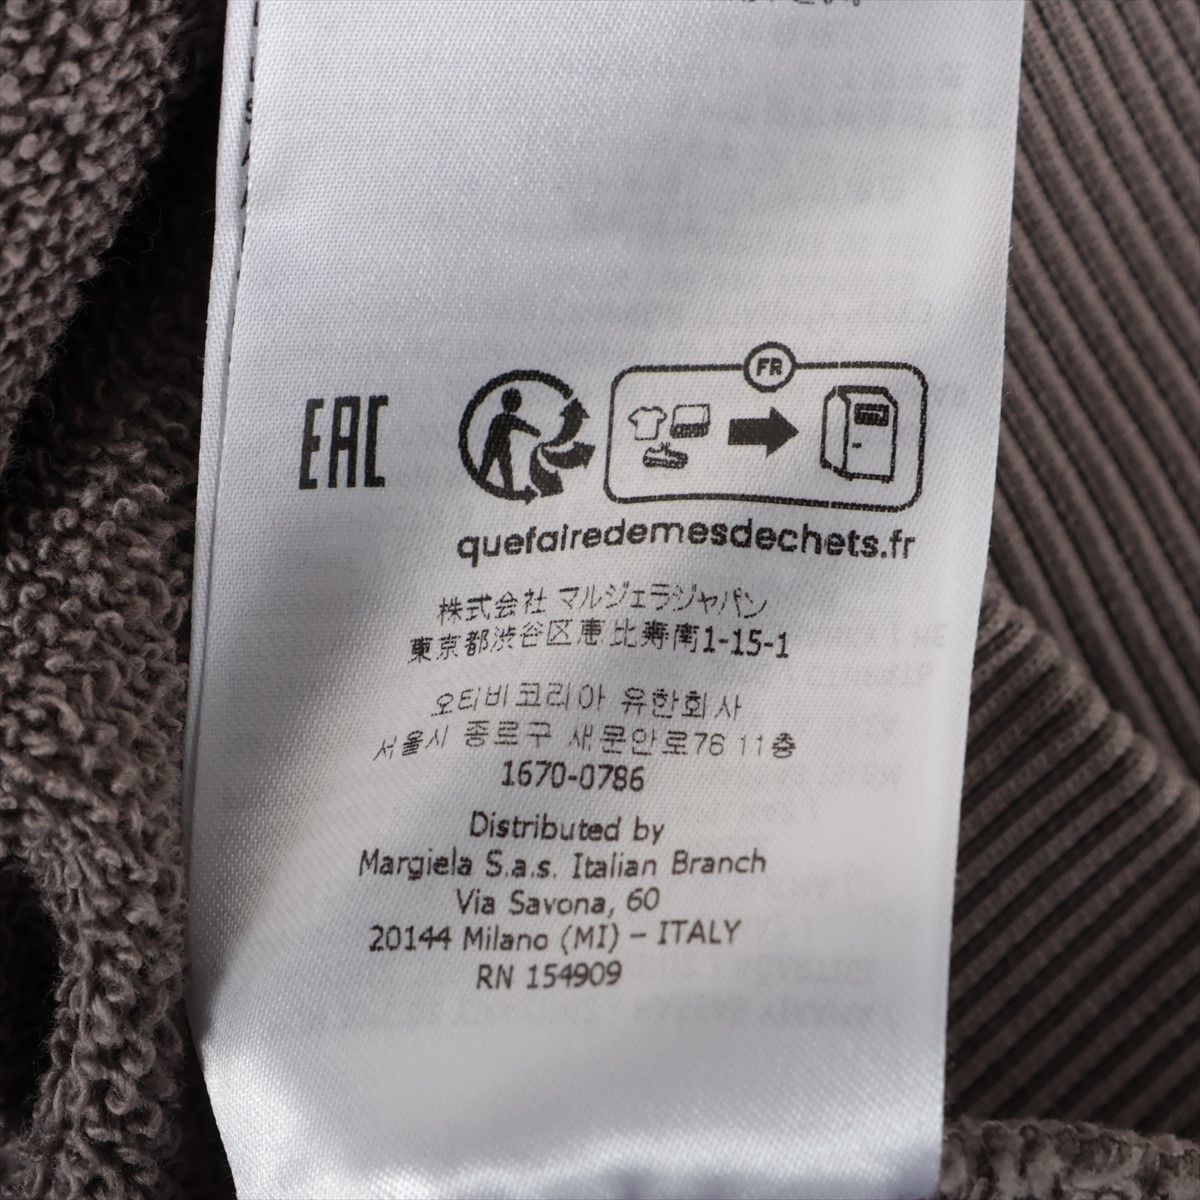 EAC
FR
quefairedemesdechets.fr
株式会社 マルジェラジャパン
東京都渋谷区恵比寿南1-15-1
오티비코리아 유한회사
서울시 종로구 새문안로76 11층
1670-0786
Distributed by
Margiela S.a.s. Italian Branch
Via Savona, 60
20144 Milano (MI) – ITALY
RN 154909